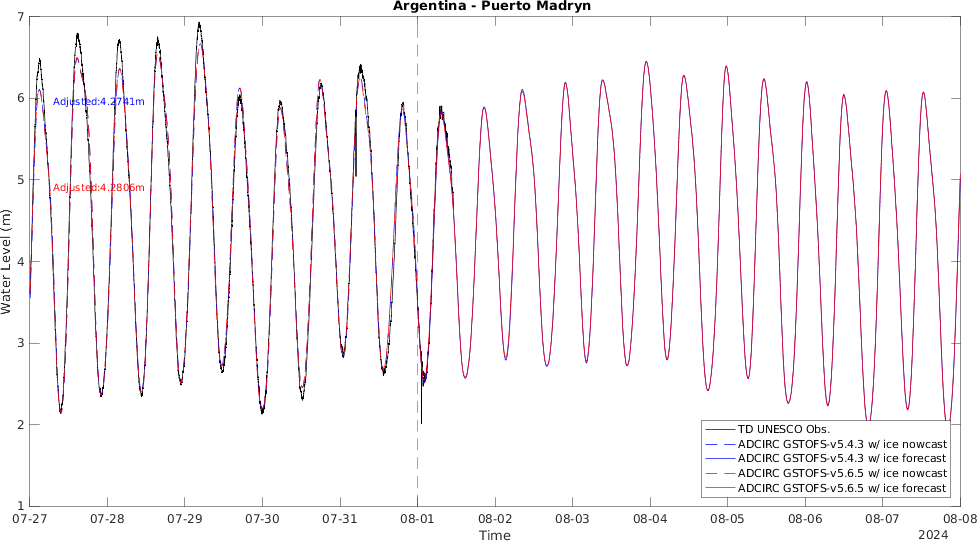 Argentina - Puerto Madryn
7
6
5
4
3
2
1
Water Level (m)
Adjusted:4.2741m
Adjusted:4.2806m
TD UNESCO Obs.
ADCIRC GSTOFS-v5.4.3 w/ ice nowcast
ADCIRC GSTOFS-v5.4.3 w/ ice forecast
ADCIRC GSTOFS-v5.6.5 w/ ice nowcast
ADCIRC GSTOFS-v5.6.5 w/ ice forecast
07-27 07-28 07-29 07-30 07-31 08-01 08-02 08-03 08-04 08-05 08-06 08-07 08-08
Time
2024